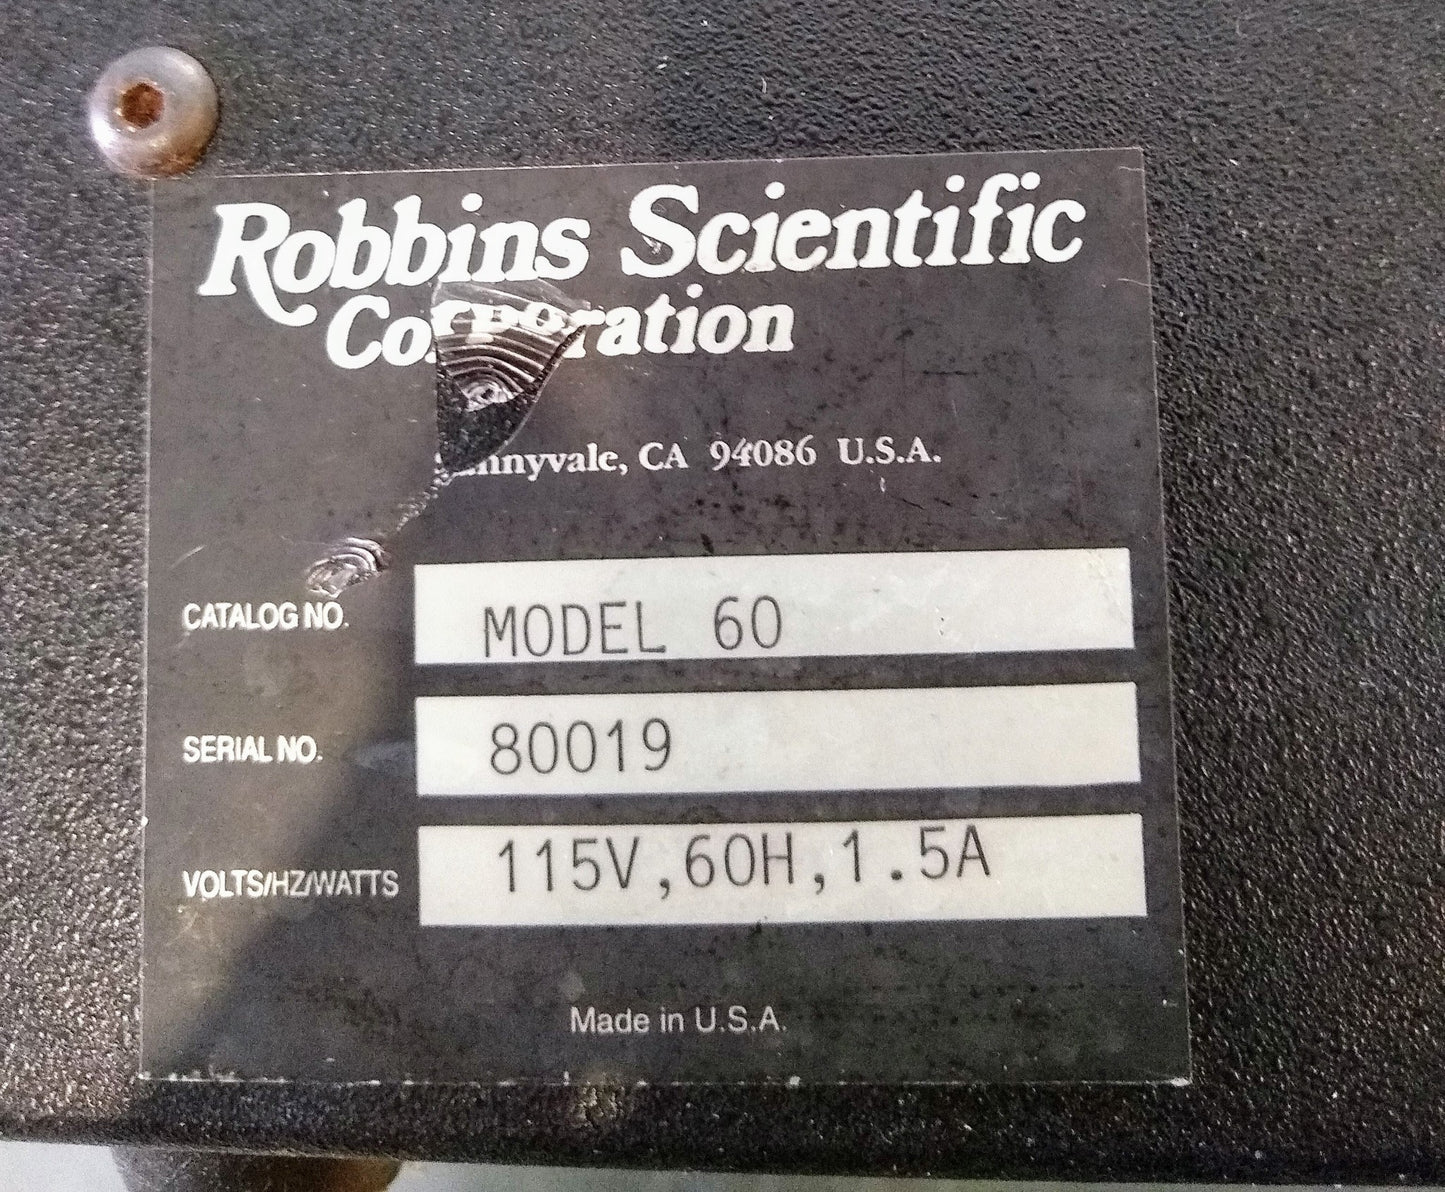 Robbins Scientific
Corporation
Sunnyvale, CA 94086 U.S.A.
CATALOG NO. MODEL 60
SERIAL NO. 80019
VOLTS/HZ/WATTS 115V,60H,1.5A
Made in U.S.A.